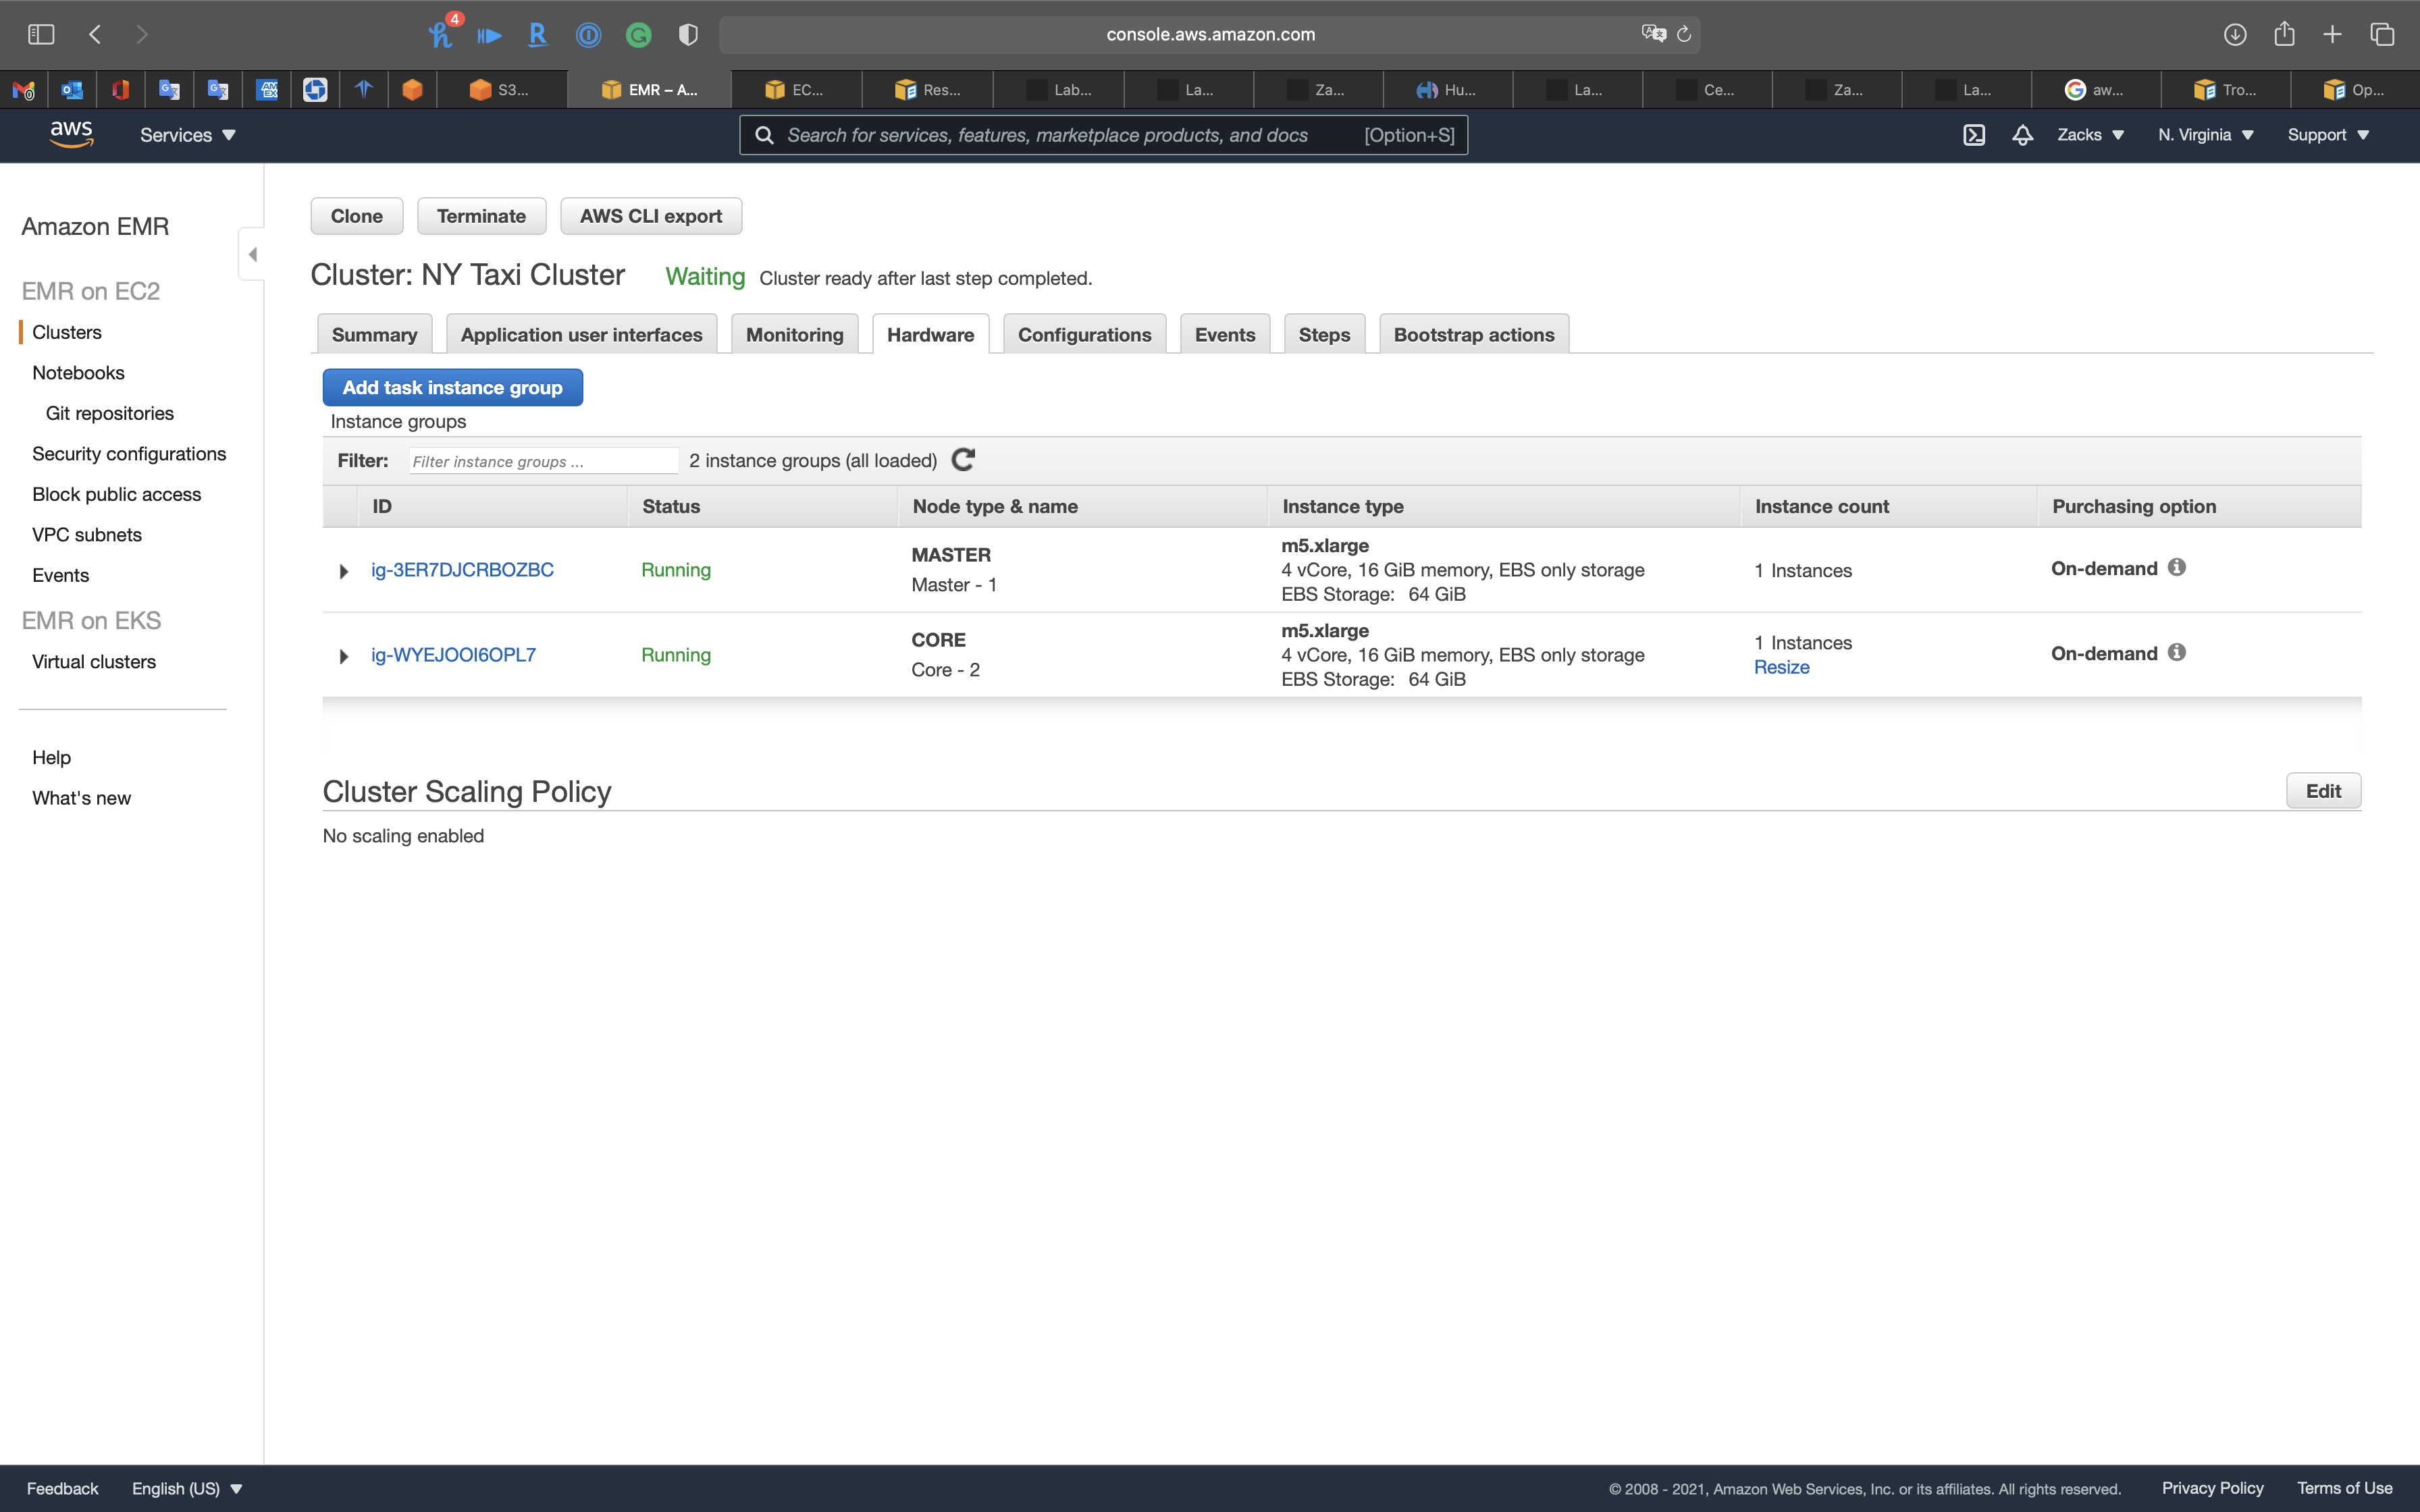 4
console.aws.amazon.com
S3...
EMR – A...
EC...
Res...
Lab...
La...
Za...
Hu...
La...
Ce...
Za...
La...
aw...
Tro...
Op...
aws
Services
Search for services, features, marketplace products, and docs
[Option+S]
Zacks
N. Virginia
Support
Amazon EMR
EMR on EC2
Clusters
Notebooks
Git repositories
Security configurations
Block public access
VPC subnets
Events
EMR on EKS
Virtual clusters
Help
What's new
Clone
Terminate
AWS CLI export
Cluster: NY Taxi Cluster
Waiting
Cluster ready after last step completed.
Summary
Application user interfaces
Monitoring
Hardware
Configurations
Events
Steps
Bootstrap actions
Add task instance group
Instance groups
Filter:
Filter instance groups ...
2 instance groups (all loaded)
ID
Status
Node type & name
Instance type
Instance count
Purchasing option
ig-3ER7DJCRBOZBC
Running
MASTER
Master - 1
m5.xlarge
4 vCore, 16 GiB memory, EBS only storage
EBS Storage: 64 GiB
1 Instances
On-demand
ig-WYEJOOI6OPL7
Running
CORE
Core - 2
m5.xlarge
4 vCore, 16 GiB memory, EBS only storage
EBS Storage: 64 GiB
1 Instances
Resize
On-demand
Cluster Scaling Policy
Edit
No scaling enabled
Feedback
English (US)
© 2008 - 2021, Amazon Web Services, Inc. or its affiliates. All rights reserved.
Privacy Policy
Terms of Use